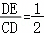 DE/CD = 1/2